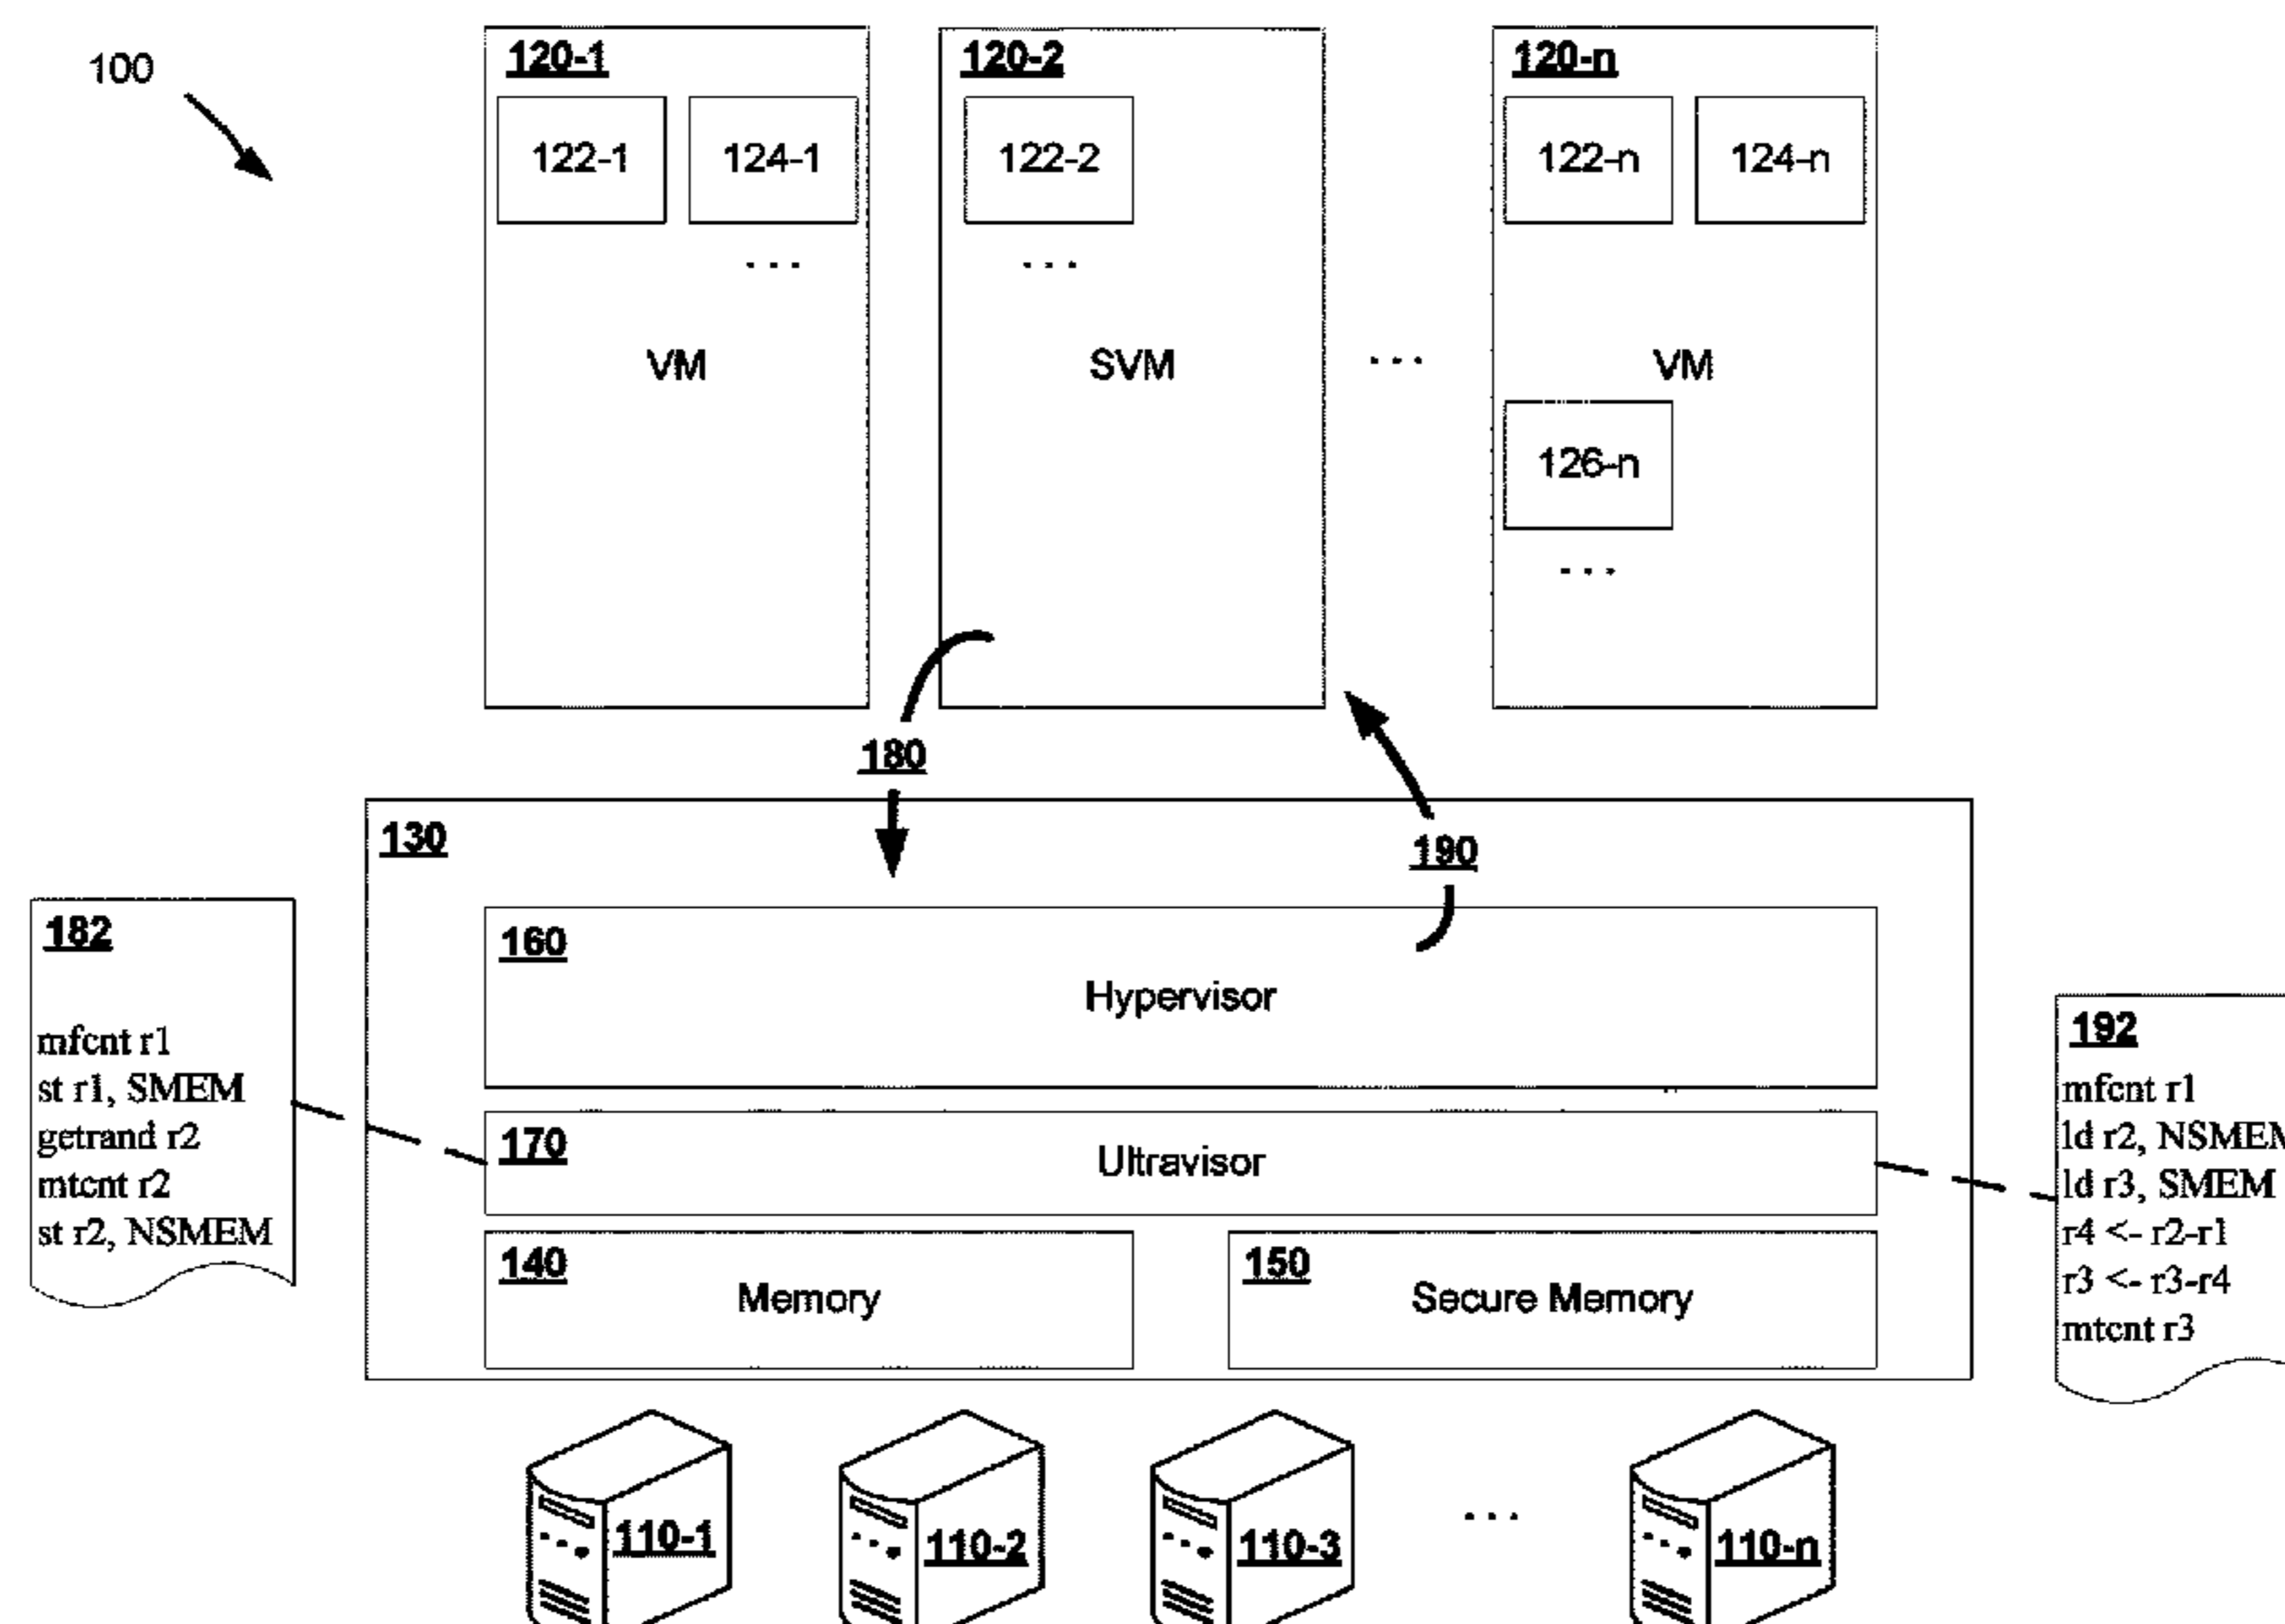 100
120-1
120-2
120-n
122-1
124-1
122-2
122-n
124-n
...
...
VM
SVM
...
VM
126-n
...
180
130
190
182
mfcnt r1
st r1, SMEM
getrand r2
mtcnt r2
st r2, NSMEM
160
Hypervisor
170
Ultravisor
140
Memory
150
Secure Memory
192
mfcnt r1
ld r2, NSMEM
ld r3, SMEM
r4 <- r2-r1
r3 <- r3-r4
mtcnt r3
110-1
110-2
110-3
...
110-n